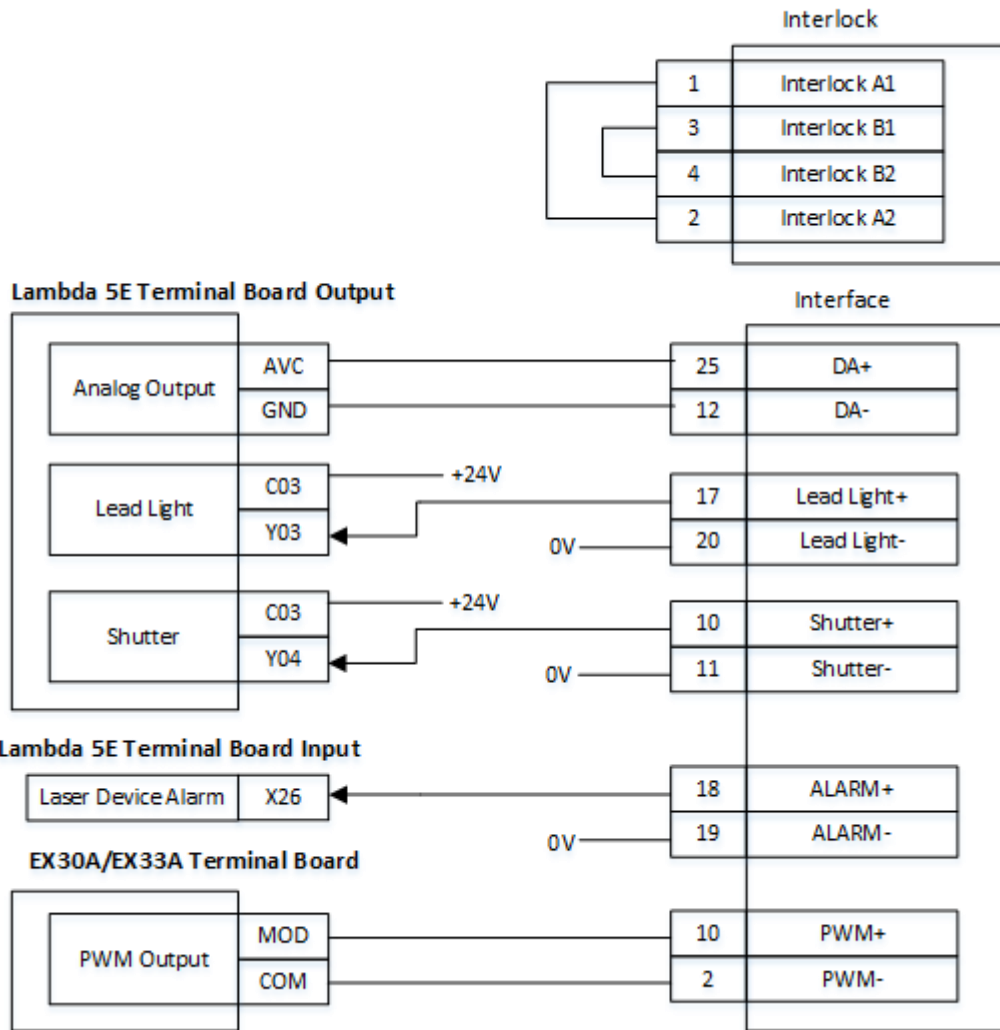 Interlock
1 Interlock A1
3 Interlock B1
4 Interlock B2
2 Interlock A2
Lambda 5E Terminal Board Output
Interface
Analog Output
AVC
25 DA+
GND
12 DA-
Lead Light
C03
+24V
17 Lead Light+
Y03
0V
20 Lead Light-
Shutter
C03
+24V
10 Shutter+
Y04
0V
11 Shutter-
Lambda 5E Terminal Board Input
Laser Device Alarm X26
18 ALARM+
0V
19 ALARM-
EX30A/EX33A Terminal Board
PWM Output
MOD
10 PWM+
COM
2 PWM-